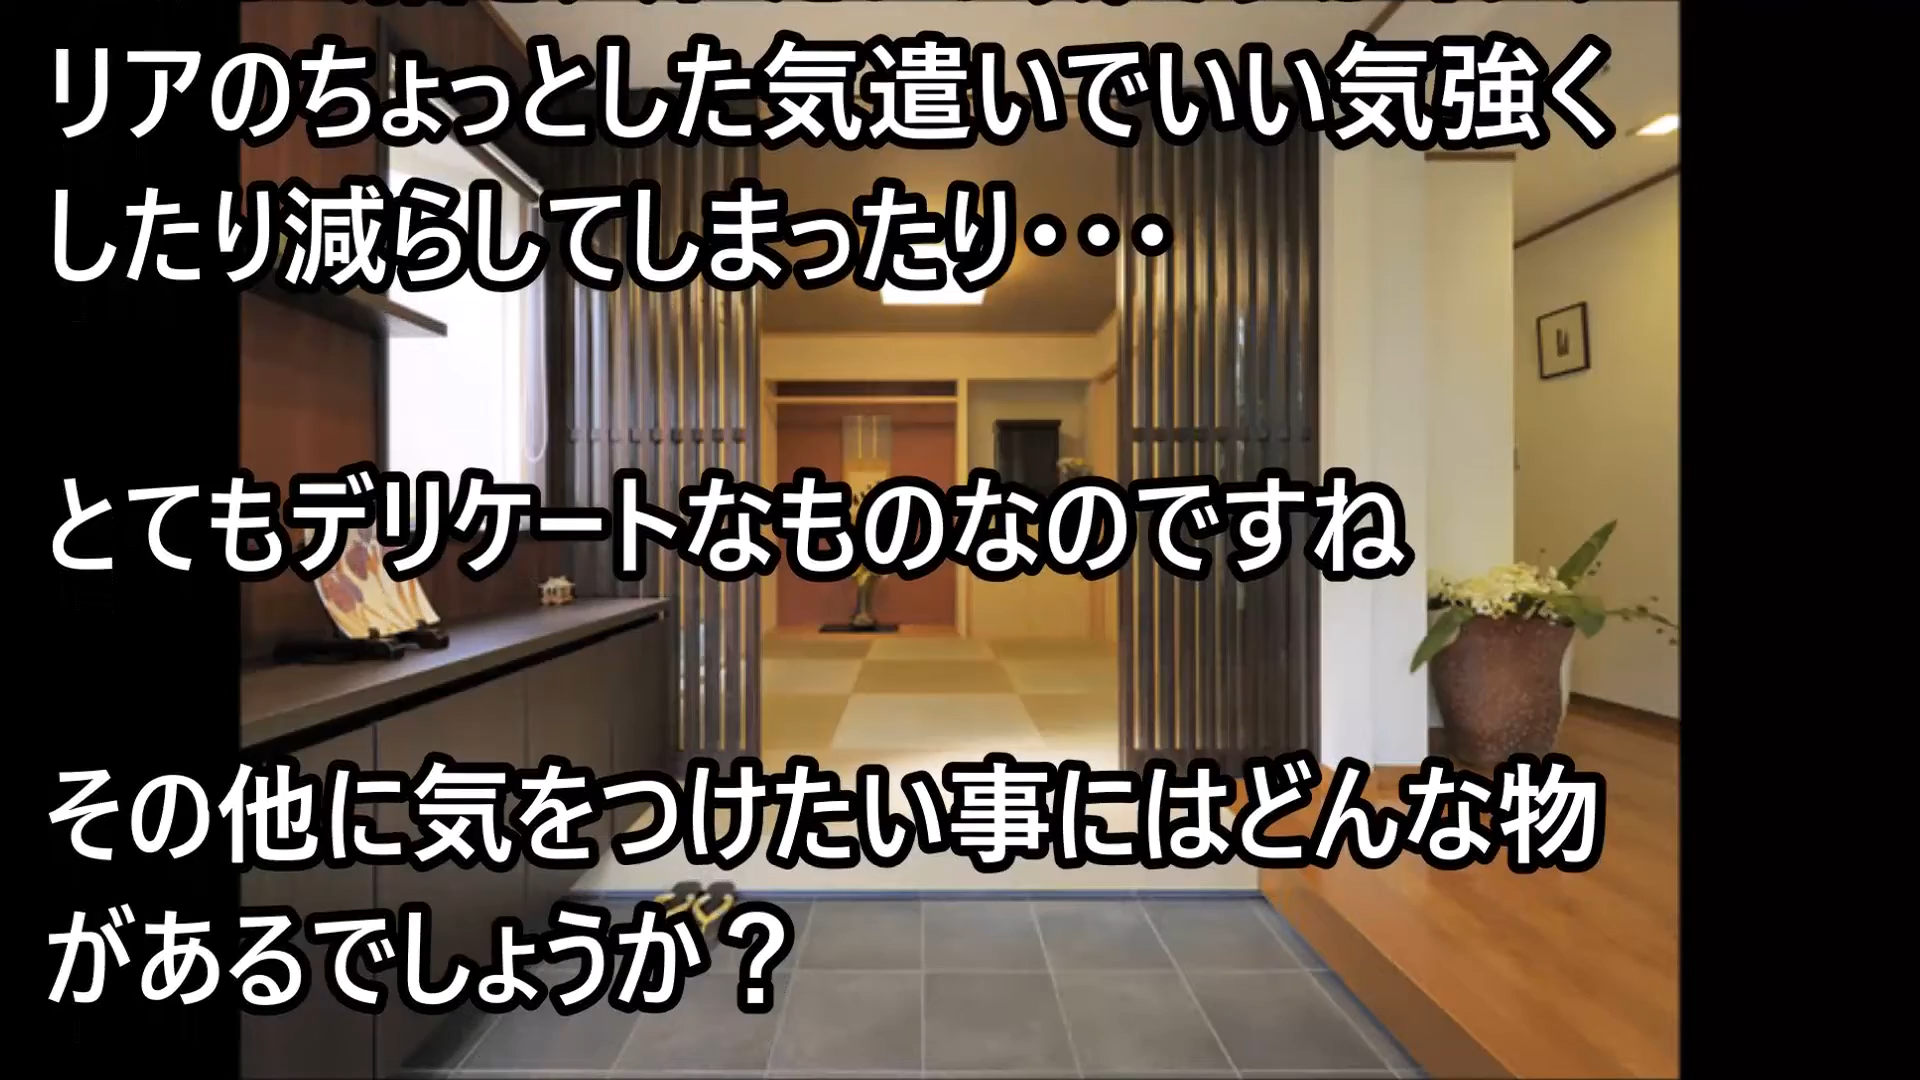 リアのちょっとした気遣いでいい気強く
したり減らしてしまったり・・・
とてもデリケートなものなのですね
その他に気をつけたい事にはどんな物
があるでしょうか？